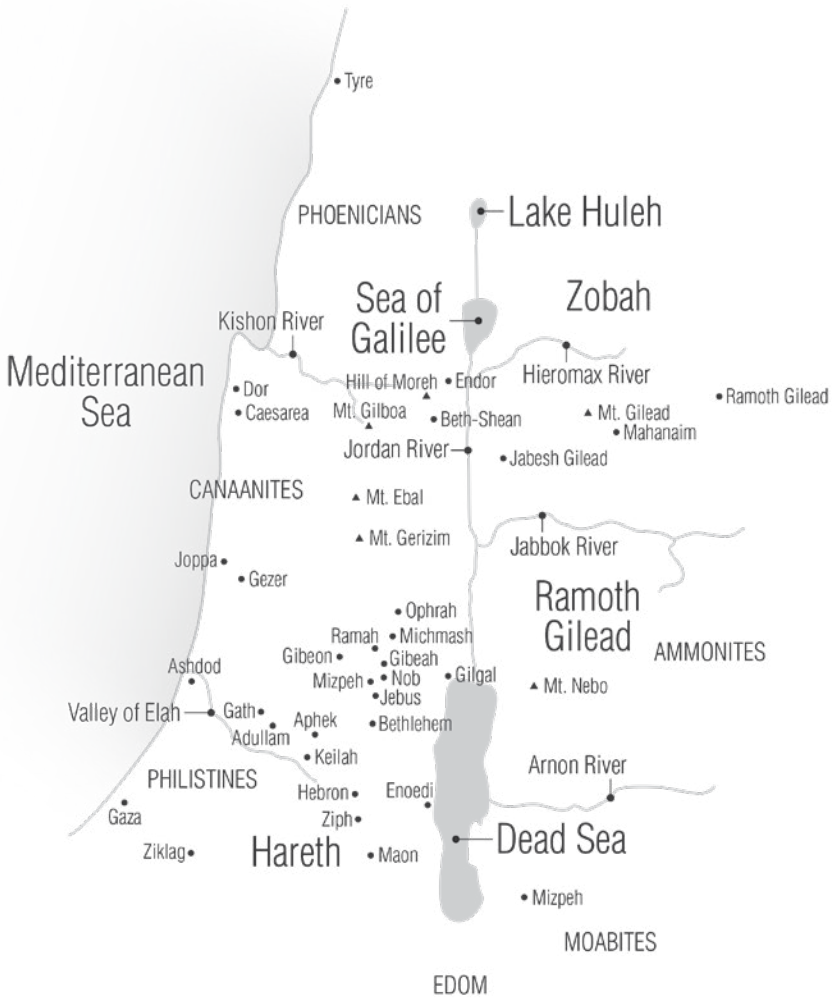 Tyre
PHOENICIANS
Lake Huleh
Sea of
Galilee
Zobah
Kishon River
Mediterranean
Sea
Hieromax River
Hill of Moreh
Endor
Dor
Caesarea
Mt. Gilboa
Beth-Shean
Ramoth Gilead
Mt. Gilead
Mahanaim
Jordan River
Jabesh Gilead
CANAANITES
Mt. Ebal
Mt. Gerizim
Jabbok River
Joppa
Gezer
Ramoth
Gilead
Ophrah
Ramah
Michmash
Gibeon
Gibeah
AMMONITES
Ashdod
Mizpeh
Nob
Gilgal
Mt. Nebo
Jebus
Valley of Elah
Gath
Aphek
Bethlehem
Adullam
Keilah
Arnon River
PHILISTINES
Hebron
Enoedi
Gaza
Ziph
Ziklag
Hareth
Maon
Dead Sea
Mizpeh
MOABITES
EDOM